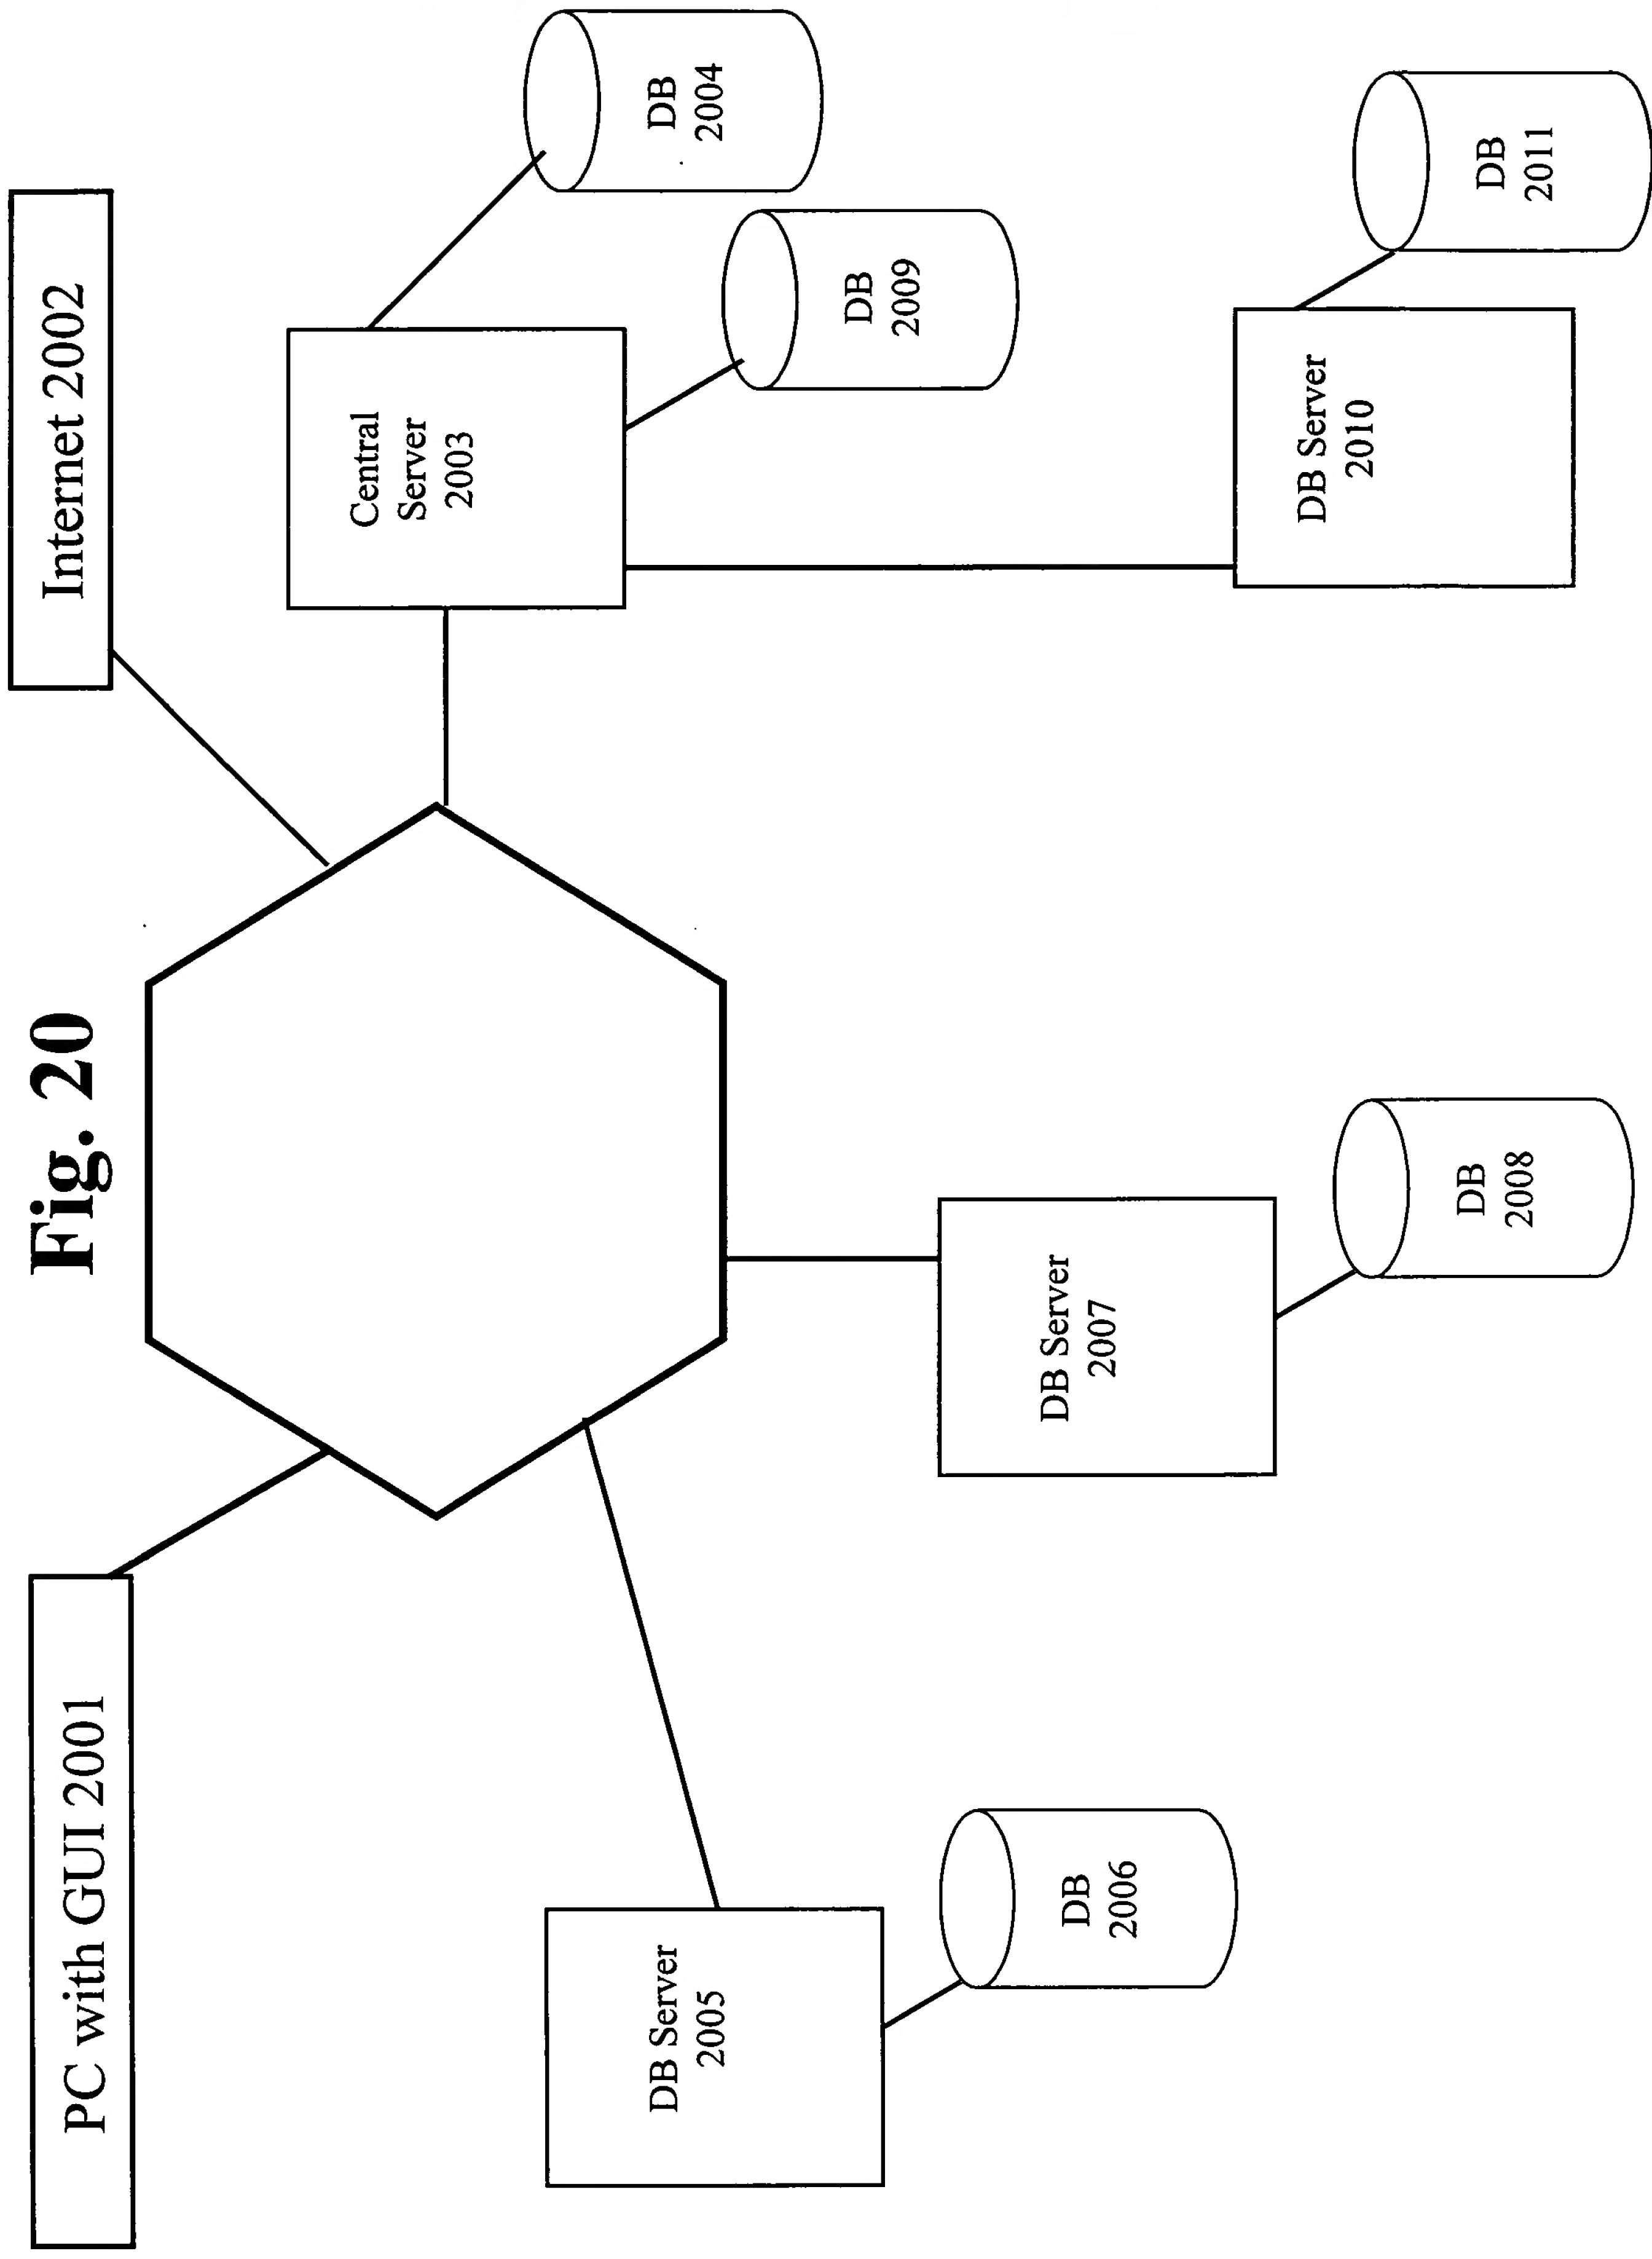 Fig. 20
PC with GUI 2001
Internet 2002
Central
Server
2003
DB
2004
DB
2009
DB Server
2005
DB
2006
DB Server
2007
DB
2008
DB Server
2010
DB
2011